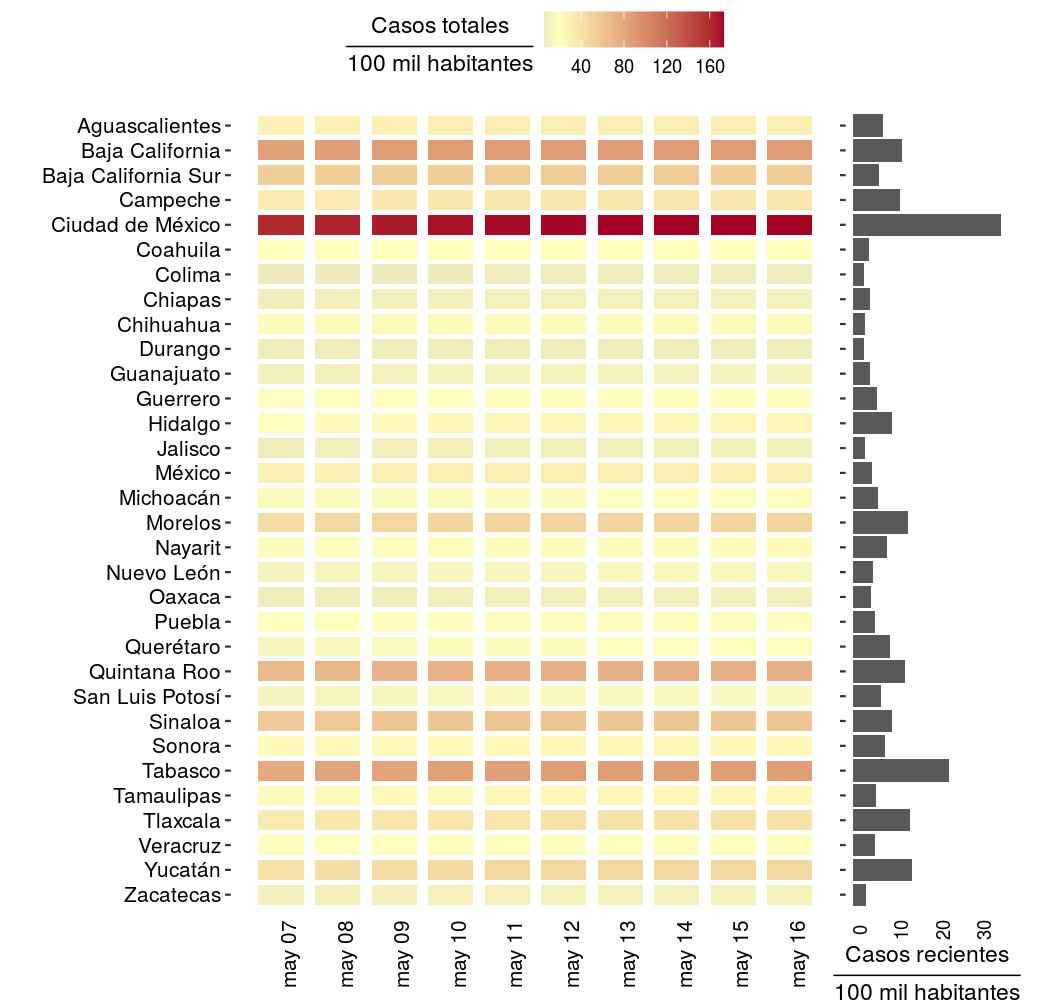 Casos totales
100 mil habitantes
40 80 120 160
Aguascalientes
Baja California
Baja California Sur
Campeche
Ciudad de México
Coahuila
Colima
Chiapas
Chihuahua
Durango
Guanajuato
Guerrero
Hidalgo
Jalisco
México
Michoacán
Morelos
Nayarit
Nuevo León
Oaxaca
Puebla
Querétaro
Quintana Roo
San Luis Potosí
Sinaloa
Sonora
Tabasco
Tamaulipas
Tlaxcala
Veracruz
Yucatán
Zacatecas
may 07
may 08
may 09
may 10
may 11
may 12
may 13
may 14
may 15
may 16
0
10
20
30
Casos recientes
100 mil habitantes